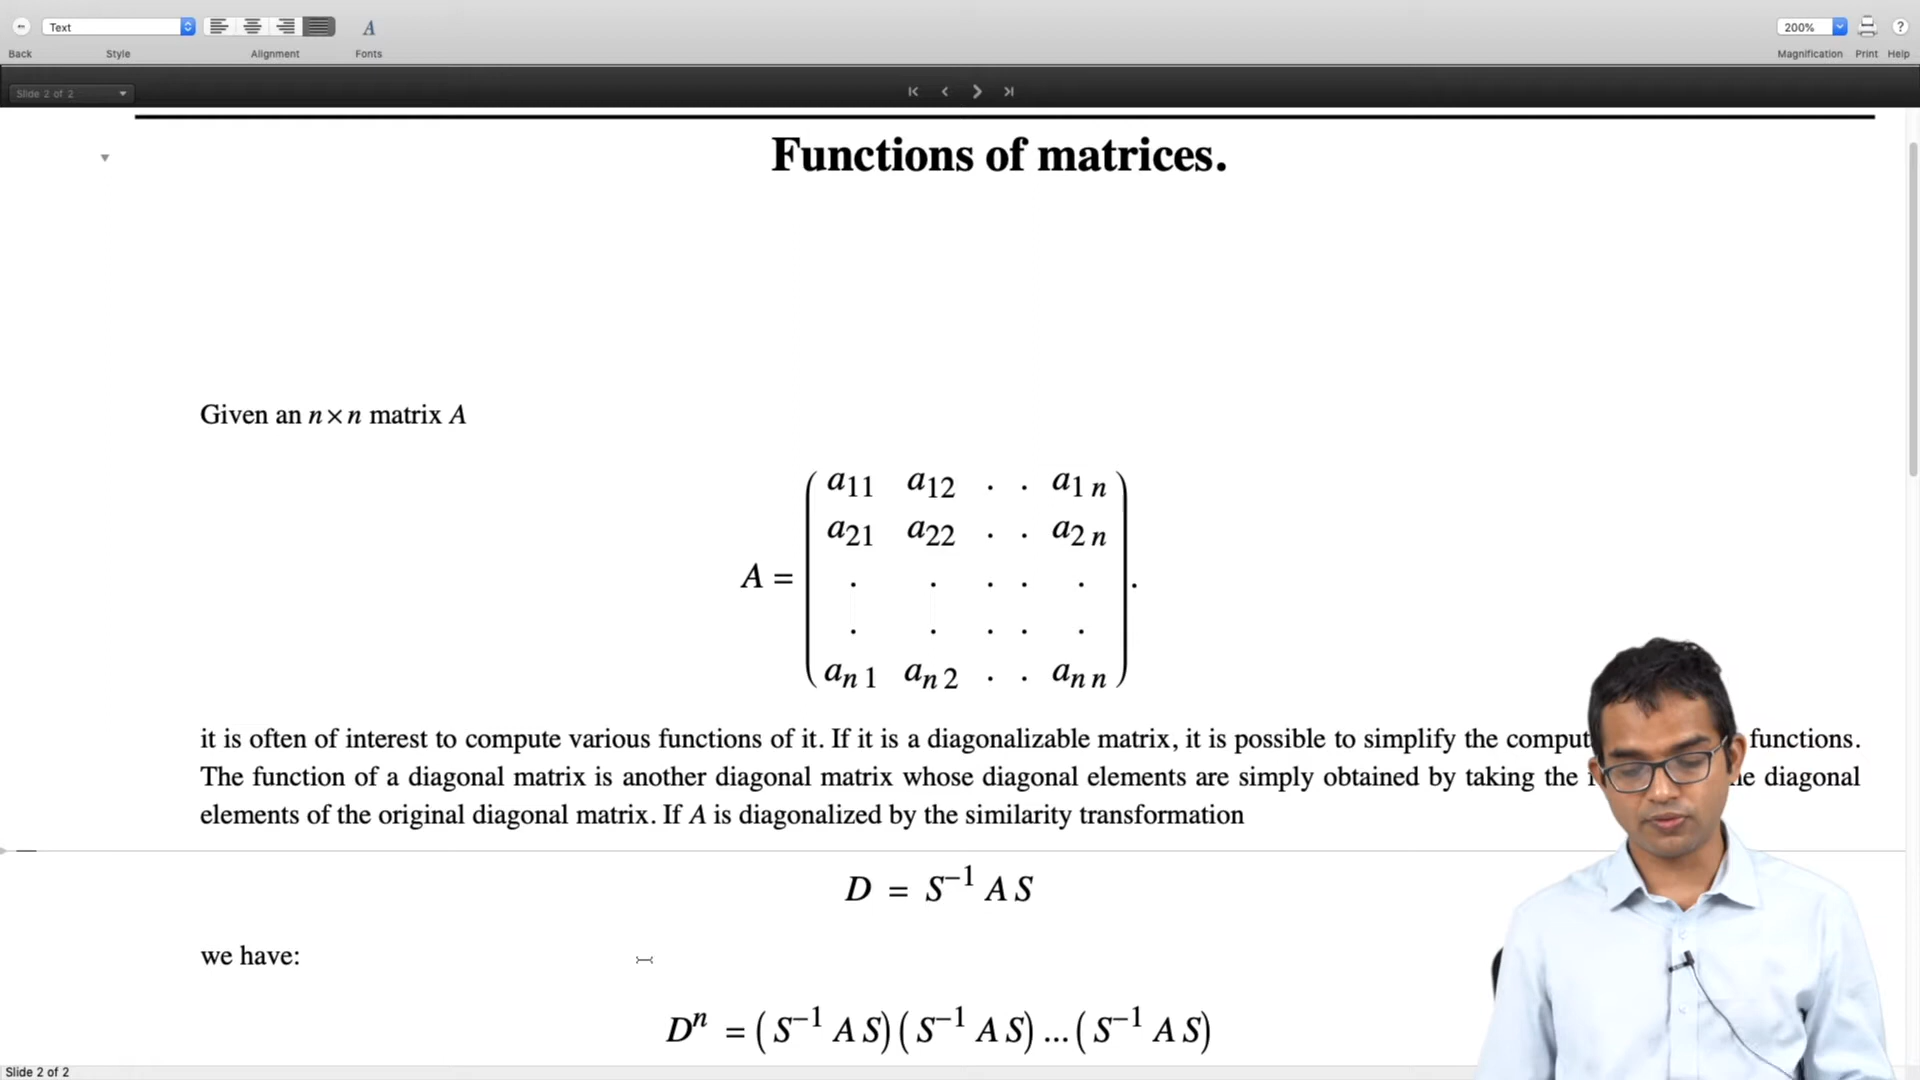 Text
200%
Back
Style
Alignment
Fonts
Magnification
Print
Help
Slide 2 of 2
Functions of matrices.
Given an n×n matrix A
A = ( a11 a12 . . a1 n
a21 a22 . . a2 n
. . . . .
. . . . .
an 1 an 2 . . an n ).
it is often of interest to compute various functions of it. If it is a diagonalizable matrix, it is possible to simplify the functions.
The function of a diagonal matrix is another diagonal matrix whose diagonal elements are simply obtained by taking the diagonal
elements of the original diagonal matrix. If A is diagonalized by the similarity transformation
D = S⁻¹ A S
we have:
Dⁿ = ( S⁻¹ A S) ( S⁻¹ A S) ... ( S⁻¹ A S)
Slide 2 of 2